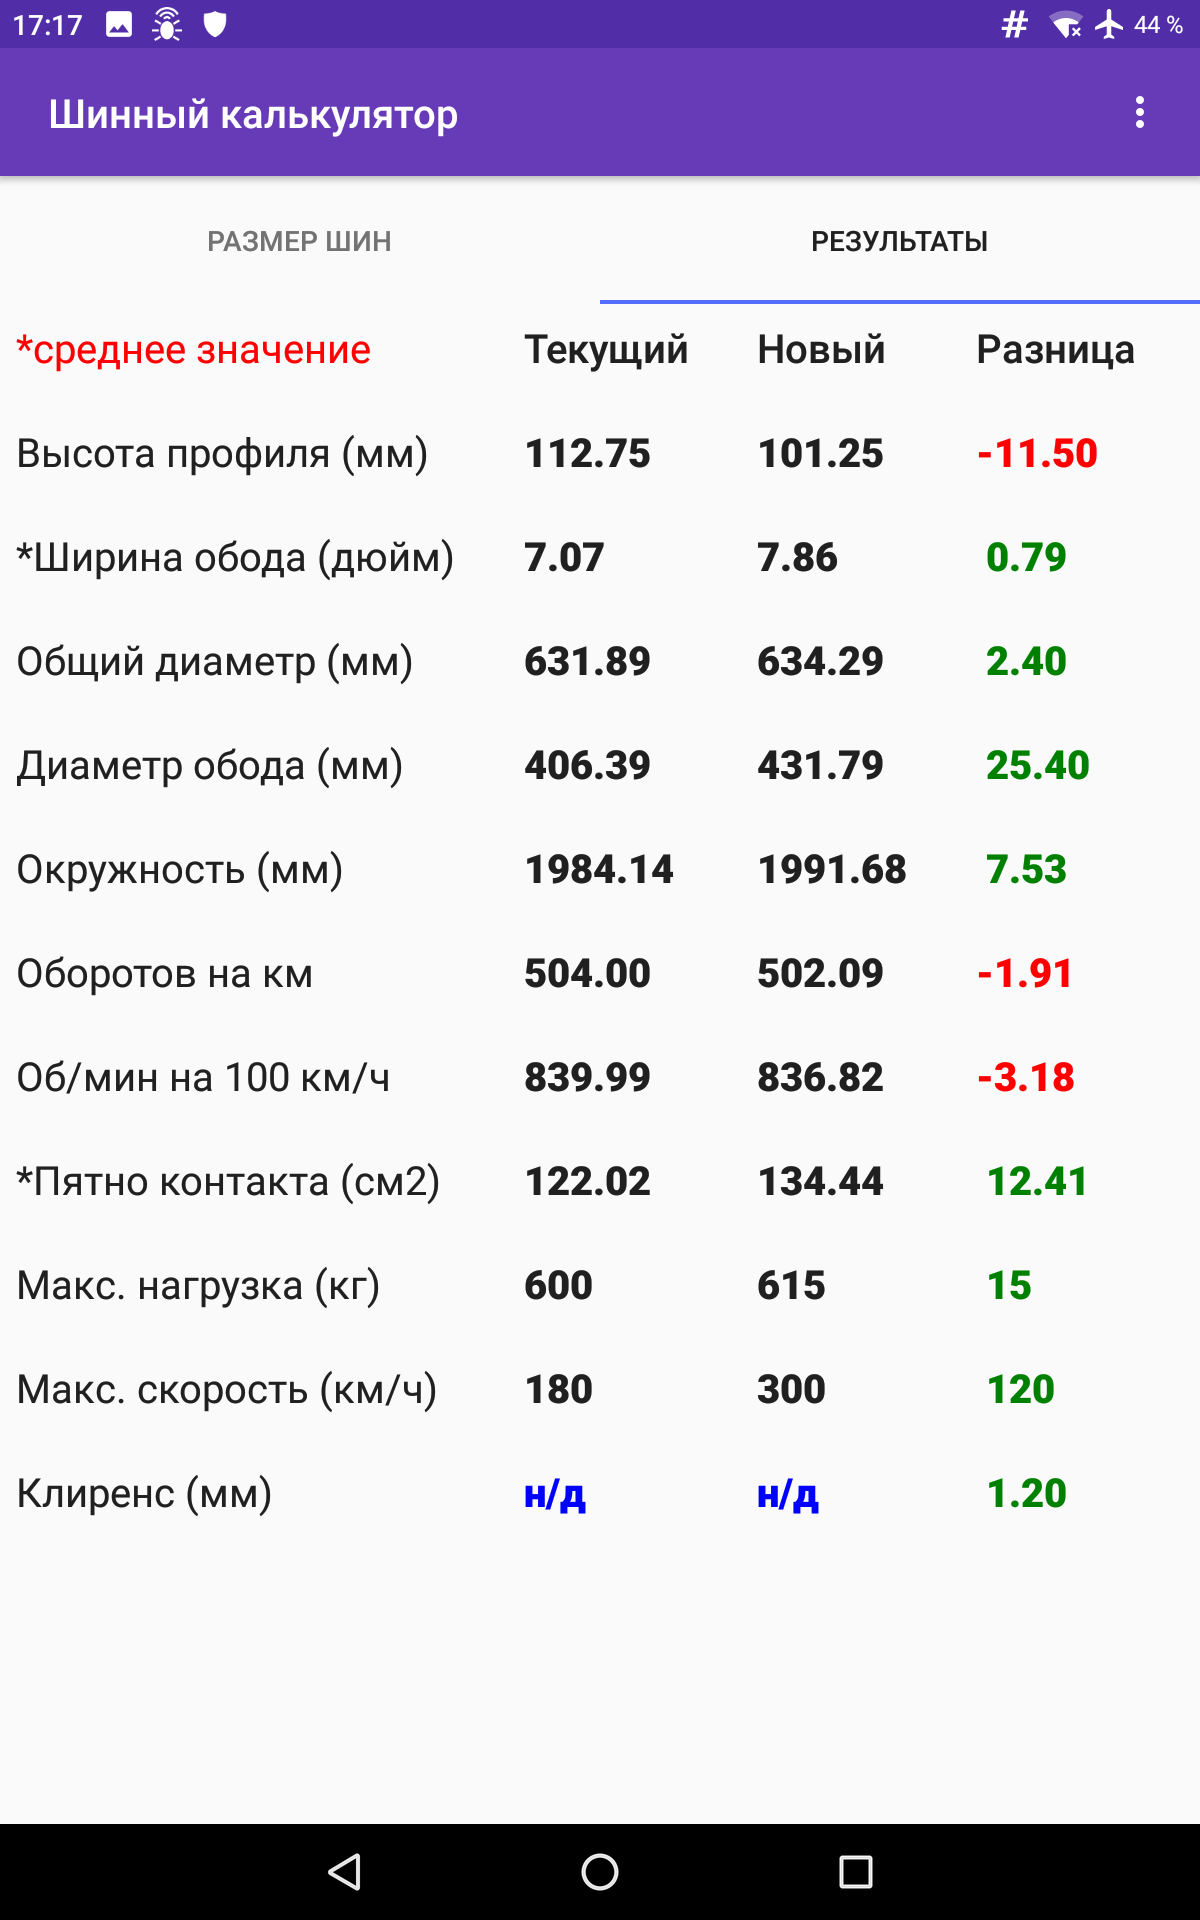 17:17 44 %
Шинный калькулятор
РАЗМЕР ШИН РЕЗУЛЬТАТЫ
*среднее значение Текущий Новый Разница
Высота профиля (мм) 112.75 101.25 -11.50
*Ширина обода (дюйм) 7.07 7.86 0.79
Общий диаметр (мм) 631.89 634.29 2.40
Диаметр обода (мм) 406.39 431.79 25.40
Окружность (мм) 1984.14 1991.68 7.53
Оборотов на км 504.00 502.09 -1.91
Об/мин на 100 км/ч 839.99 836.82 -3.18
*Пятно контакта (см2) 122.02 134.44 12.41
Макс. нагрузка (кг) 600 615 15
Макс. скорость (км/ч) 180 300 120
Клиренс (мм) н/д н/д 1.20